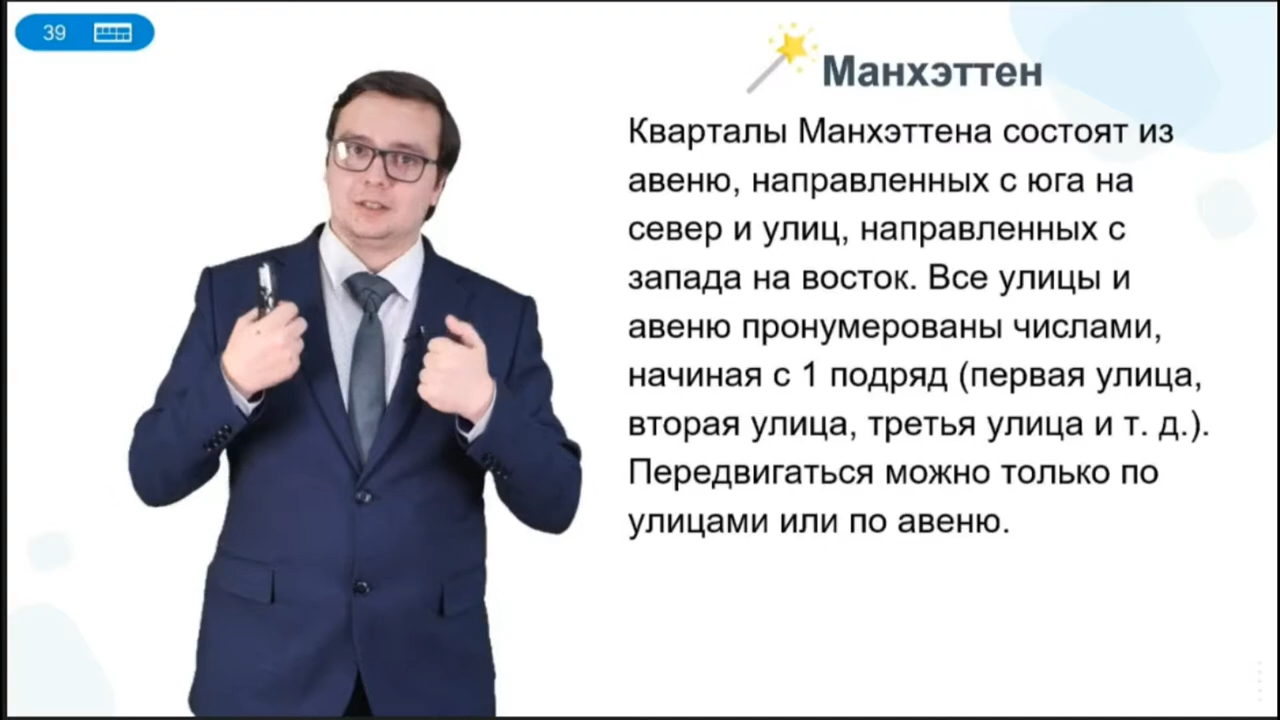 39
Манхэттен
Кварталы Манхэттена состоят из
авеню, направленных с юга на
север и улиц, направленных с
запада на восток. Все улицы и
авеню пронумерованы числами,
начиная с 1 подряд (первая улица,
вторая улица, третья улица и т. д.).
Передвигаться можно только по
улицами или по авеню.